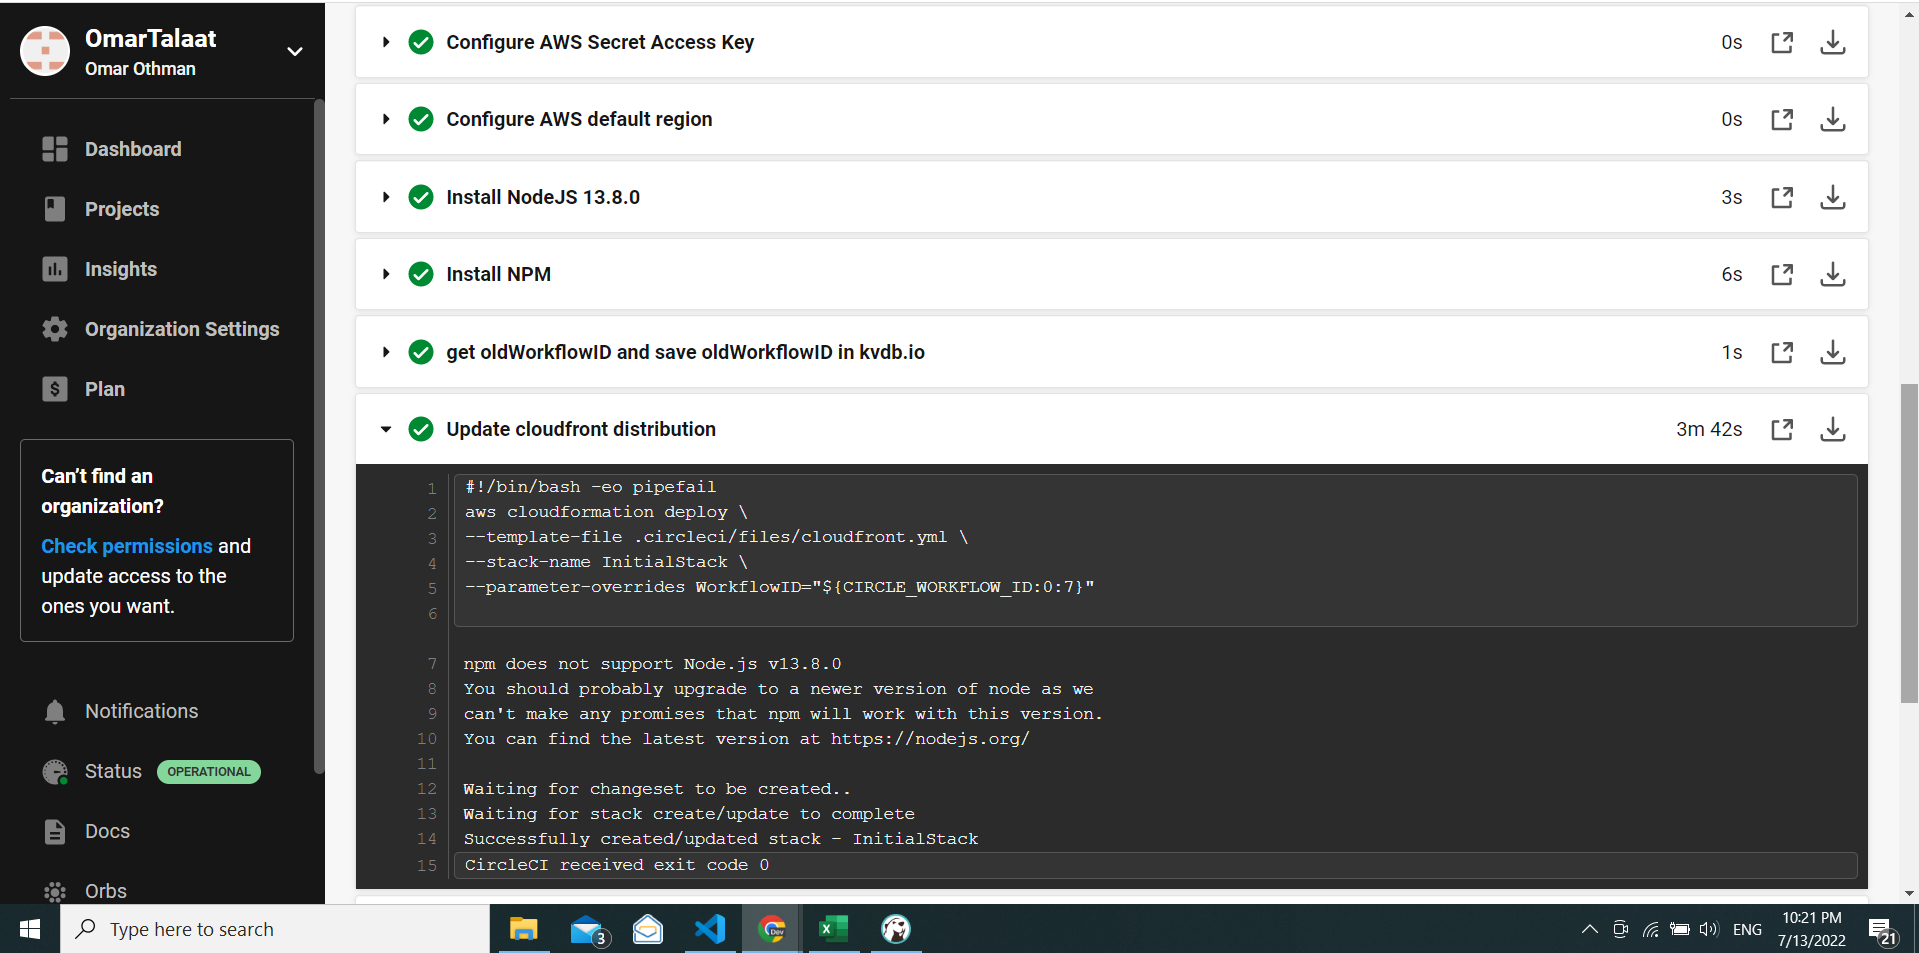 OmarTalaat
Omar Othman
Dashboard
Projects
Insights
Organization Settings
Plan
Can't find an
organization?
Check permissions and
update access to the
ones you want.
Notifications
Status OPERATIONAL
Docs
Orbs
Configure AWS Secret Access Key 0s
Configure AWS default region 0s
Install NodeJS 13.8.0 3s
Install NPM 6s
get oldWorkflowID and save oldWorkflowID in kvdb.io 1s
Update cloudfront distribution 3m 42s
1 #!/bin/bash -eo pipefail
2 aws cloudformation deploy \
3 --template-file .circleci/files/cloudfront.yml \
4 --stack-name InitialStack \
5 --parameter-overrides WorkflowID="${CIRCLE_WORKFLOW_ID:0:7}"
6
7 npm does not support Node.js v13.8.0
8 You should probably upgrade to a newer version of node as we
9 can't make any promises that npm will work with this version.
10 You can find the latest version at https://nodejs.org/
11
12 Waiting for changeset to be created..
13 Waiting for stack create/update to complete
14 Successfully created/updated stack - InitialStack
15 CircleCI received exit code 0
Type here to search
3
Dev
ENG
10:21 PM
7/13/2022
21